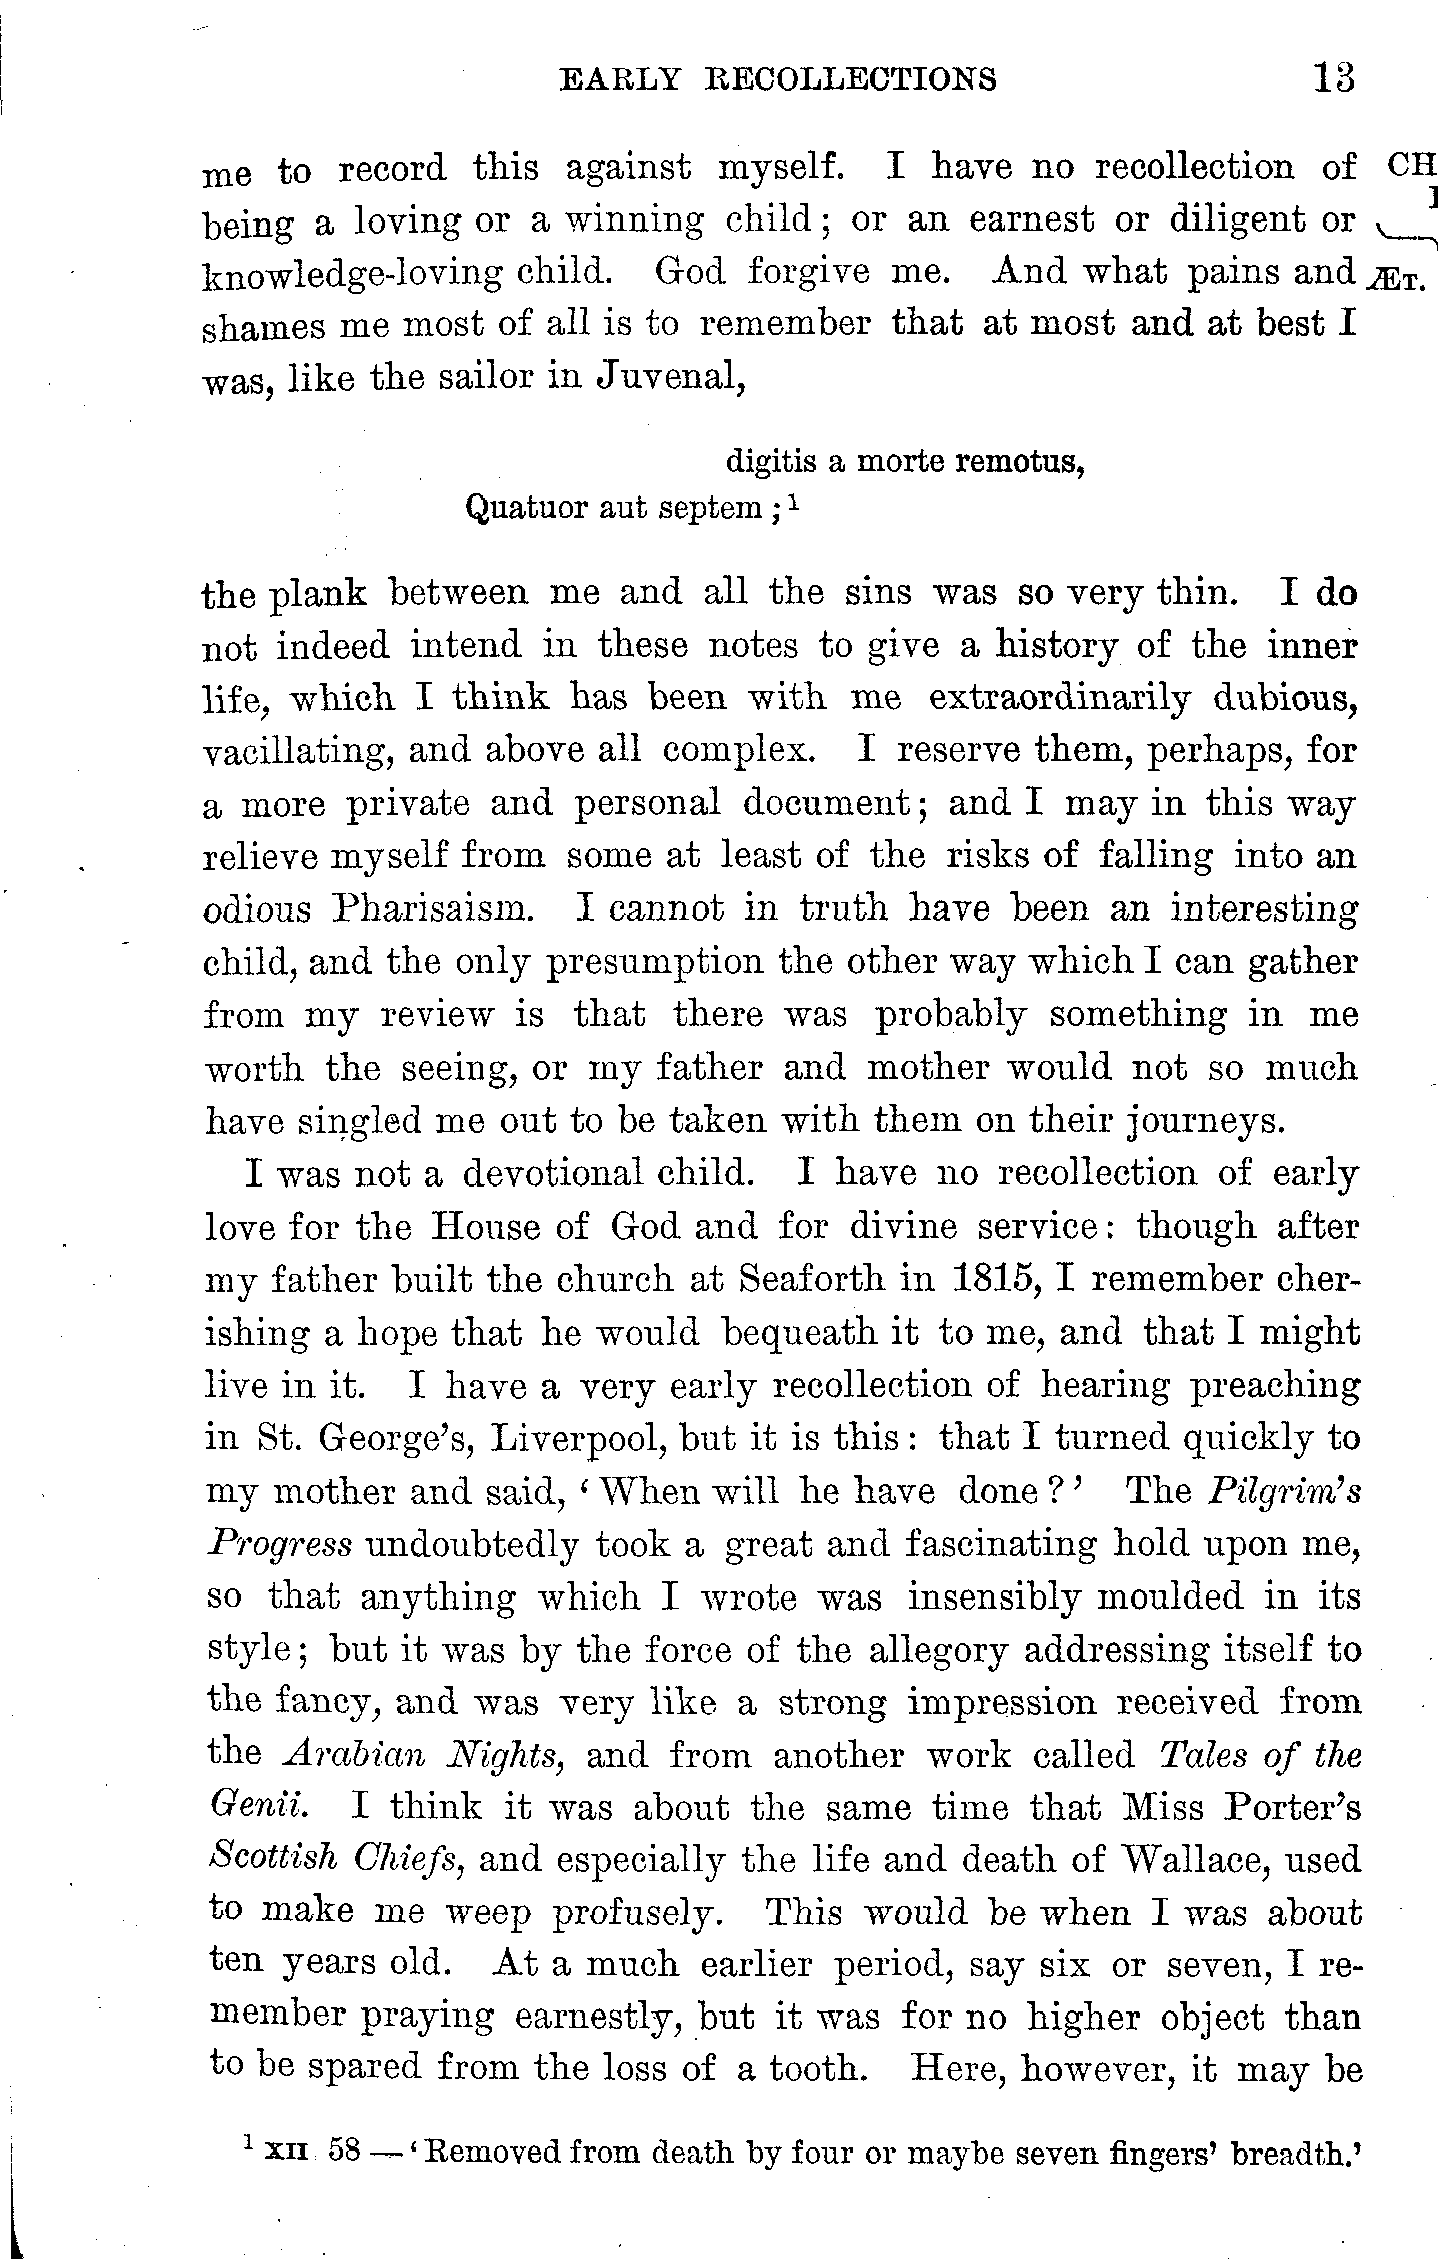 EARLY RECOLLECTIONS 13
me to record this against myself. I have no recollection of CH
being a loving or a winning child; or an earnest or diligent or
knowledge-loving child. God forgive me. And what pains and ÆT.
shames me most of all is to remember that at most and at best I
was, like the sailor in Juvenal,
digitis a morte remotus,
Quatuor aut septem;¹
the plank between me and all the sins was so very thin. I do
not indeed intend in these notes to give a history of the inner
life, which I think has been with me extraordinarily dubious,
vacillating, and above all complex. I reserve them, perhaps, for
a more private and personal document; and I may in this way
relieve myself from some at least of the risks of falling into an
odious Pharisaism. I cannot in truth have been an interesting
child, and the only presumption the other way which I can gather
from my review is that there was probably something in me
worth the seeing, or my father and mother would not so much
have singled me out to be taken with them on their journeys.
I was not a devotional child. I have no recollection of early
love for the House of God and for divine service: though after
my father built the church at Seaforth in 1815, I remember cher-
ishing a hope that he would bequeath it to me, and that I might
live in it. I have a very early recollection of hearing preaching
in St. George's, Liverpool, but it is this: that I turned quickly to
my mother and said, ‘When will he have done?’ The Pilgrim's
Progress undoubtedly took a great and fascinating hold upon me,
so that anything which I wrote was insensibly moulded in its
style; but it was by the force of the allegory addressing itself to
the fancy, and was very like a strong impression received from
the Arabian Nights, and from another work called Tales of the
Genii. I think it was about the same time that Miss Porter's
Scottish Chiefs, and especially the life and death of Wallace, used
to make me weep profusely. This would be when I was about
ten years old. At a much earlier period, say six or seven, I re-
member praying earnestly, but it was for no higher object than
to be spared from the loss of a tooth. Here, however, it may be
¹ XII 58 — ‘Removed from death by four or maybe seven fingers’ breadth.’